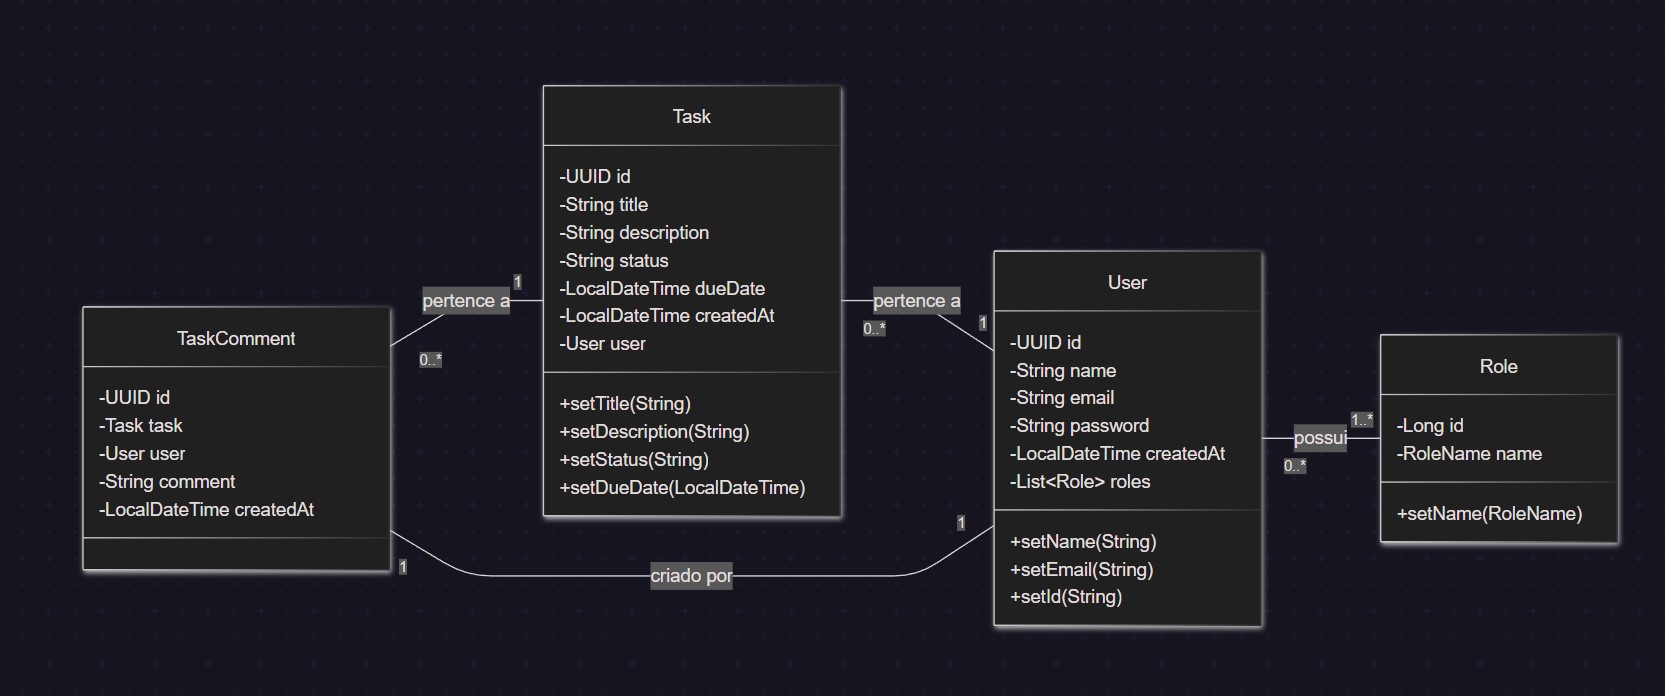 Task
-UUID id
-String title
-String description
-String status
-LocalDateTime dueDate
-LocalDateTime createdAt
-User user
+setTitle(String)
+setDescription(String)
+setStatus(String)
+setDueDate(LocalDateTime)
TaskComment
-UUID id
-Task task
-User user
-String comment
-LocalDateTime createdAt
pertence a
1
0..*
pertence a
0..*
1
User
-UUID id
-String name
-String email
-String password
-LocalDateTime createdAt
-List<Role> roles
+setName(String)
+setEmail(String)
+setId(String)
1
criado por
1
possui
1..*
0..*
Role
-Long id
-RoleName name
+setName(RoleName)